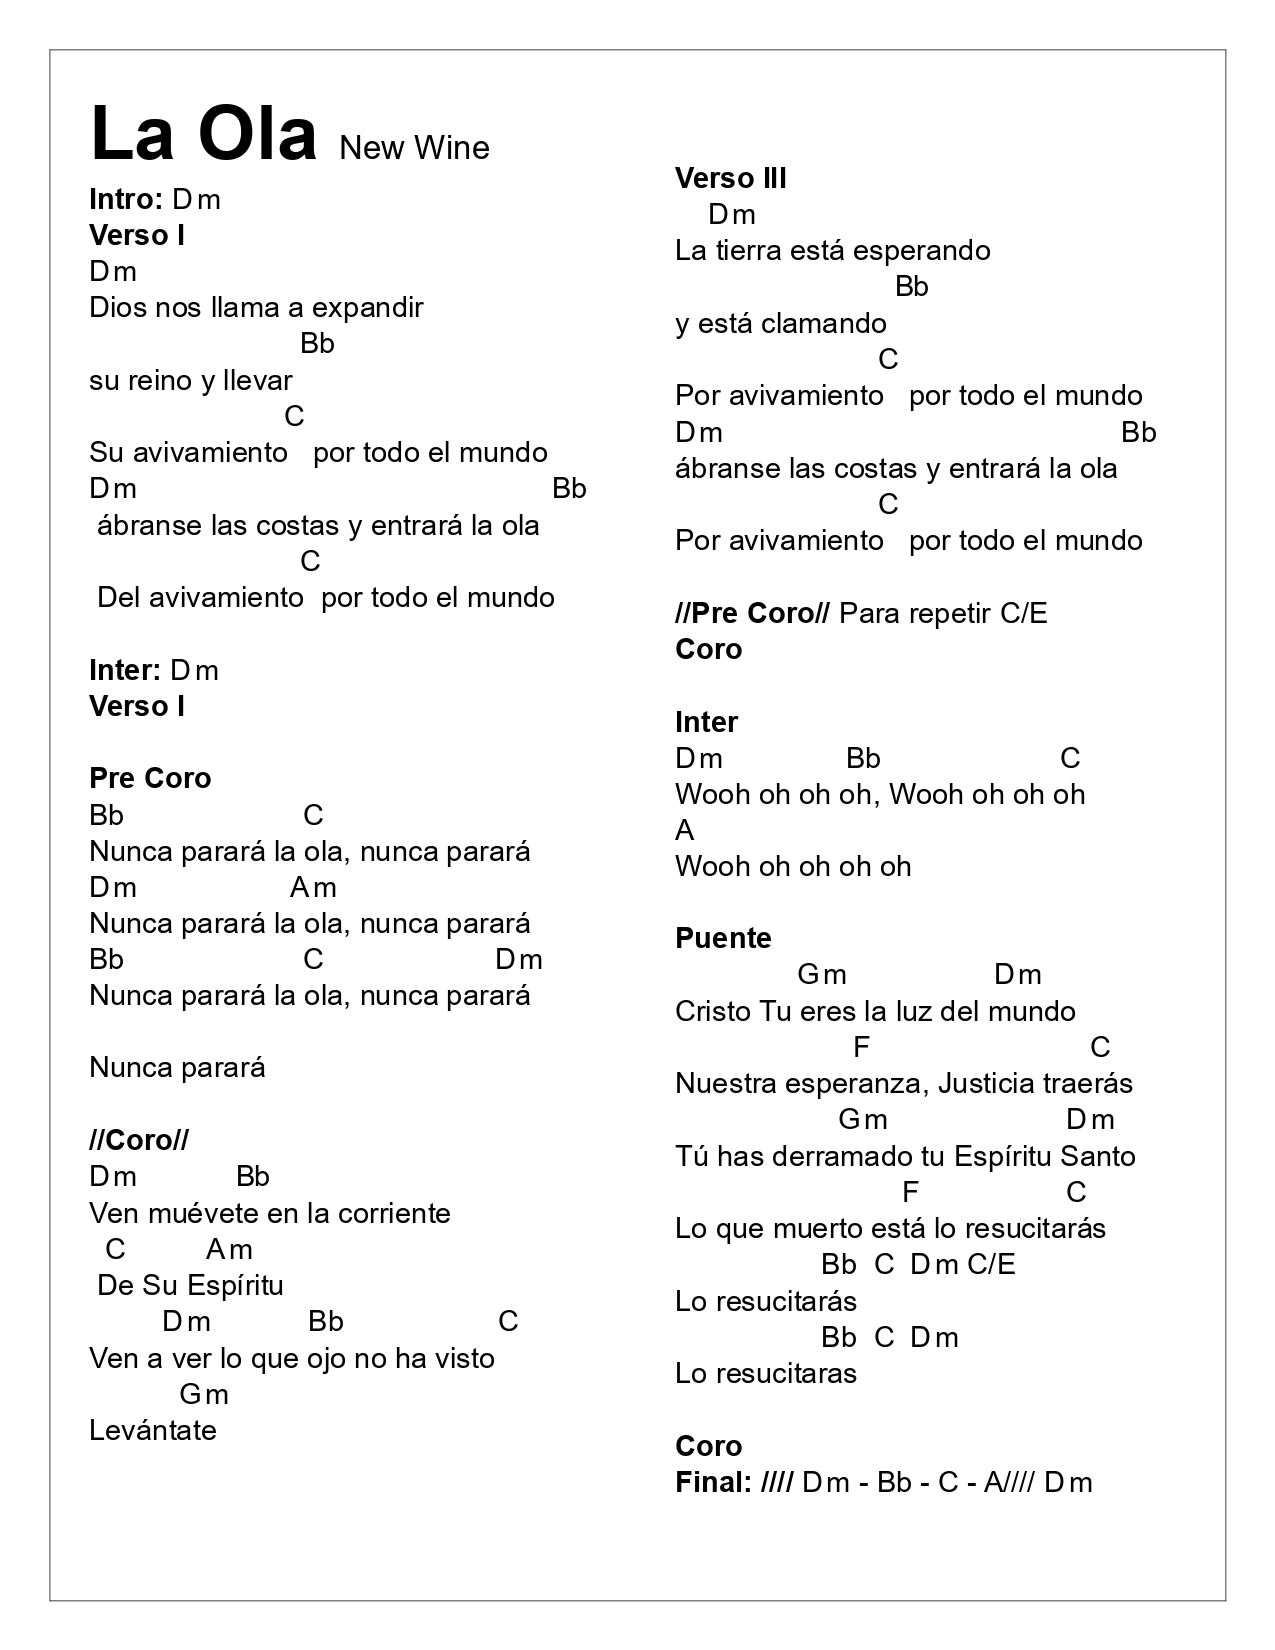 La Ola New Wine
Intro: Dm
Verso I
Dm
Dios nos llama a expandir
Bb
su reino y llevar
C
Su avivamiento   por todo el mundo
Dm                                                    Bb
ábranse las costas y entrará la ola
C
Del avivamiento  por todo el mundo

Inter: Dm
Verso I

Pre Coro
Bb                      C
Nunca parará la ola, nunca parará
Dm                   Am
Nunca parará la ola, nunca parará
Bb                      C                     Dm
Nunca parará la ola, nunca parará

Nunca parará

//Coro//
Dm            Bb
Ven muévete en la corriente
C          Am
De Su Espíritu
Dm            Bb                   C
Ven a ver lo que ojo no ha visto
Gm
Levántate

Verso III
Dm
La tierra está esperando
Bb
y está clamando
C
Por avivamiento   por todo el mundo
Dm                                                 Bb
ábranse las costas y entrará la ola
C
Por avivamiento   por todo el mundo

//Pre Coro// Para repetir C/E
Coro

Inter
Dm               Bb                      C
Wooh oh oh oh, Wooh oh oh oh
A
Wooh oh oh oh oh

Puente
Gm                  Dm
Cristo Tu eres la luz del mundo
F                           C
Nuestra esperanza, Justicia traerás
Gm                      Dm
Tú has derramado tu Espíritu Santo
F                  C
Lo que muerto está lo resucitarás
Bb  C  Dm C/E
Lo resucitarás
Bb  C  Dm
Lo resucitaras

Coro
Final: //// Dm - Bb - C - A//// Dm